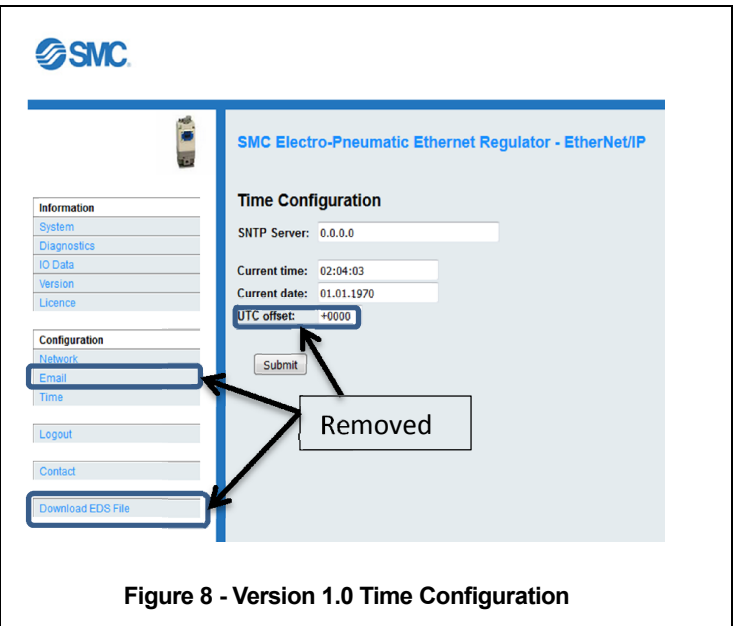 SMC.
SMC Electro-Pneumatic Ethernet Regulator - EtherNet/IP
Information
System
Diagnostics
IO Data
Version
Licence
Configuration
Network
Email
Time
Logout
Contact
Download EDS File
Time Configuration
SNTP Server: 0.0.0.0
Current time: 02:04:03
Current date: 01.01.1970
UTC offset: +0000
Submit
Removed
Figure 8 - Version 1.0 Time Configuration